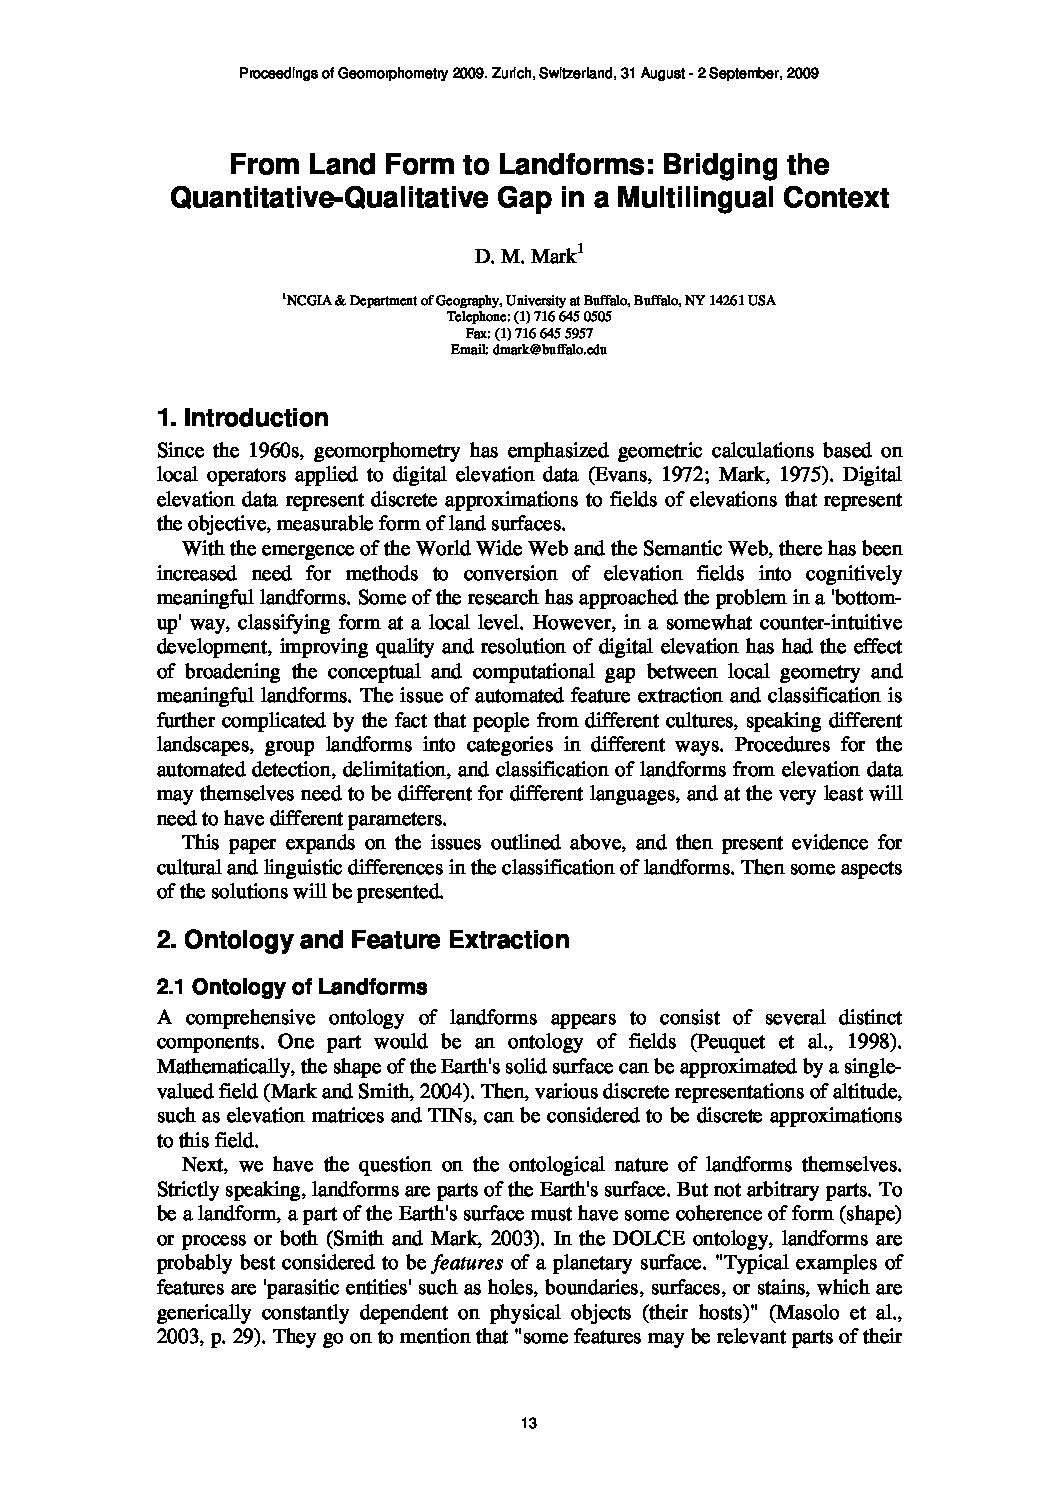 Proceedings of Geomorphometry 2009. Zurich, Switzerland, 31 August - 2 September, 2009
From Land Form to Landforms: Bridging the
Quantitative-Qualitative Gap in a Multilingual Context
D. M. Mark1
1NCGIA & Department of Geography, University at Buffalo, Buffalo, NY 14261 USA
Telephone: (1) 716 645 0505
Fax: (1) 716 645 5957
Email: dmark@buffalo.edu
1. Introduction
Since the 1960s, geomorphometry has emphasized geometric calculations based on
local operators applied to digital elevation data (Evans, 1972; Mark, 1975). Digital
elevation data represent discrete approximations to fields of elevations that represent
the objective, measurable form of land surfaces.
With the emergence of the World Wide Web and the Semantic Web, there has been
increased need for methods to conversion of elevation fields into cognitively
meaningful landforms. Some of the research has approached the problem in a 'bottom-
up' way, classifying form at a local level. However, in a somewhat counter-intuitive
development, improving quality and resolution of digital elevation has had the effect
of broadening the conceptual and computational gap between local geometry and
meaningful landforms. The issue of automated feature extraction and classification is
further complicated by the fact that people from different cultures, speaking different
landscapes, group landforms into categories in different ways. Procedures for the
automated detection, delimitation, and classification of landforms from elevation data
may themselves need to be different for different languages, and at the very least will
need to have different parameters.
This paper expands on the issues outlined above, and then present evidence for
cultural and linguistic differences in the classification of landforms. Then some aspects
of the solutions will be presented.
2. Ontology and Feature Extraction
2.1 Ontology of Landforms
A comprehensive ontology of landforms appears to consist of several distinct
components. One part would be an ontology of fields (Peuquet et al., 1998).
Mathematically, the shape of the Earth's solid surface can be approximated by a single-
valued field (Mark and Smith, 2004). Then, various discrete representations of altitude,
such as elevation matrices and TINs, can be considered to be discrete approximations
to this field.
Next, we have the question on the ontological nature of landforms themselves.
Strictly speaking, landforms are parts of the Earth's surface. But not arbitrary parts. To
be a landform, a part of the Earth's surface must have some coherence of form (shape)
or process or both (Smith and Mark, 2003). In the DOLCE ontology, landforms are
probably best considered to be features of a planetary surface. "Typical examples of
features are 'parasitic entities' such as holes, boundaries, surfaces, or stains, which are
generically constantly dependent on physical objects (their hosts)" (Masolo et al.,
2003, p. 29). They go on to mention that "some features may be relevant parts of their
13